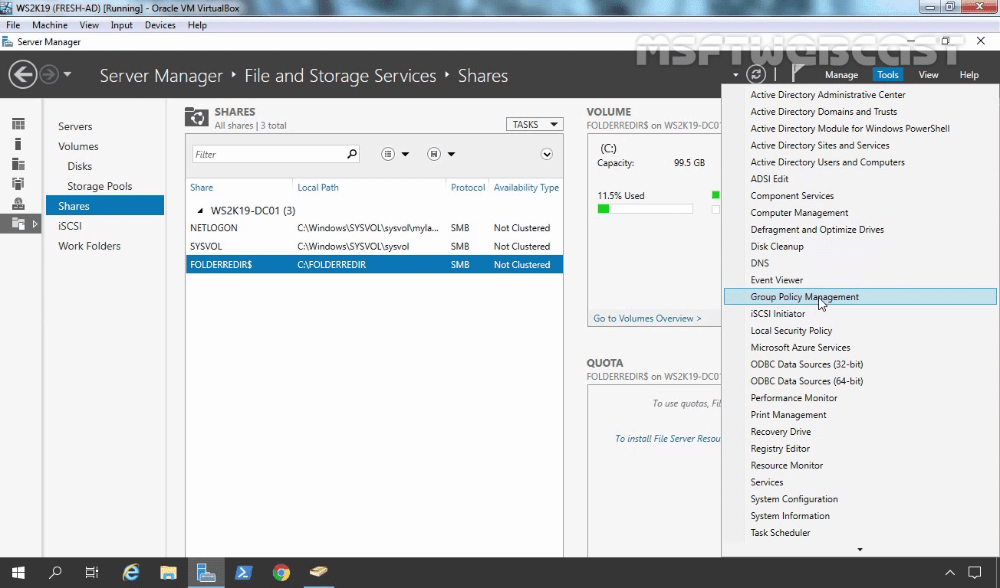 WS2K19 (FRESH-AD) [Running] - Oracle VM VirtualBox
File Machine View Input Devices Help
Server Manager
MSFTWEBCAST
Server Manager ‣ File and Storage Services ‣ Shares
Manage Tools View Help
Servers
Volumes
Disks
Storage Pools
Shares
iSCSI
Work Folders
SHARES
All shares | 3 total
TASKS
Filter
Share Local Path Protocol Availability Type
WS2K19-DC01 (3)
NETLOGON C:\Windows\SYSVOL\sysvol\myla... SMB Not Clustered
SYSVOL C:\Windows\SYSVOL\sysvol SMB Not Clustered
FOLDERREDIR$ C:\FOLDERREDIR SMB Not Clustered
VOLUME
FOLDERREDIR$ on WS2K19-DC01
(C:)
Capacity: 99.5 GB
11.5% Used
Go to Volumes Overview >
QUOTA
FOLDERREDIR$ on WS2K19-DC01
To use quotas, Fil
To install File Server Resou
Active Directory Administrative Center
Active Directory Domains and Trusts
Active Directory Module for Windows PowerShell
Active Directory Sites and Services
Active Directory Users and Computers
ADSI Edit
Component Services
Computer Management
Defragment and Optimize Drives
Disk Cleanup
DNS
Event Viewer
Group Policy Management
iSCSI Initiator
Local Security Policy
Microsoft Azure Services
ODBC Data Sources (32-bit)
ODBC Data Sources (64-bit)
Performance Monitor
Print Management
Recovery Drive
Registry Editor
Resource Monitor
Services
System Configuration
System Information
Task Scheduler